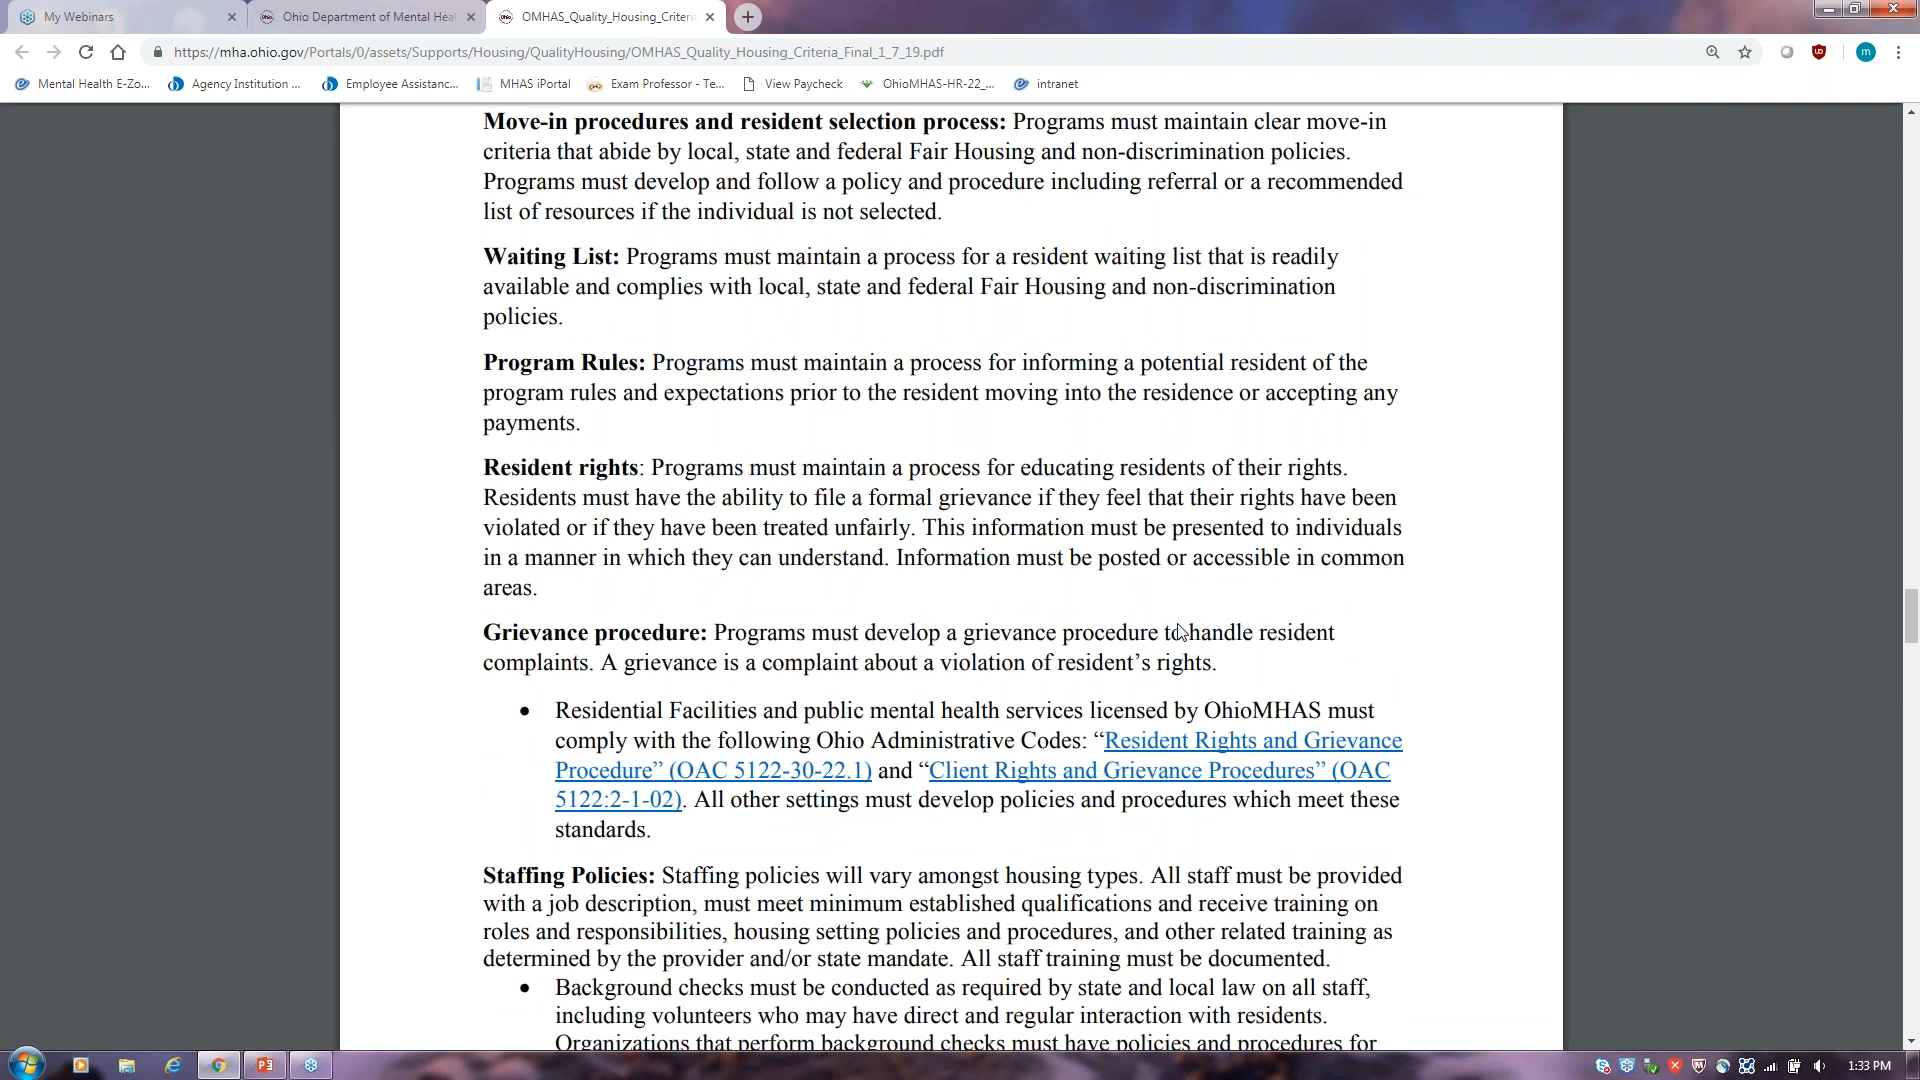 My Webinars
Ohio Department of Mental Heal
OMHAS_Quality_Housing_Criteria
https://mha.ohio.gov/Portals/0/assets/Supports/Housing/QualityHousing/OMHAS_Quality_Housing_Criteria_Final_1_7_19.pdf
m
Mental Health E-Zo...
Agency Institution ...
Employee Assistanc...
MHAS iPortal
Exam Professor - Te...
View Paycheck
OhioMHAS-HR-22_...
intranet
Move-in procedures and resident selection process: Programs must maintain clear move-in
criteria that abide by local, state and federal Fair Housing and non-discrimination policies.
Programs must develop and follow a policy and procedure including referral or a recommended
list of resources if the individual is not selected.
Waiting List: Programs must maintain a process for a resident waiting list that is readily
available and complies with local, state and federal Fair Housing and non-discrimination
policies.
Program Rules: Programs must maintain a process for informing a potential resident of the
program rules and expectations prior to the resident moving into the residence or accepting any
payments.
Resident rights: Programs must maintain a process for educating residents of their rights.
Residents must have the ability to file a formal grievance if they feel that their rights have been
violated or if they have been treated unfairly. This information must be presented to individuals
in a manner in which they can understand. Information must be posted or accessible in common
areas.
Grievance procedure: Programs must develop a grievance procedure to handle resident
complaints. A grievance is a complaint about a violation of resident’s rights.
• Residential Facilities and public mental health services licensed by OhioMHAS must
comply with the following Ohio Administrative Codes: “Resident Rights and Grievance
Procedure” (OAC 5122-30-22.1) and “Client Rights and Grievance Procedures” (OAC
5122:2-1-02). All other settings must develop policies and procedures which meet these
standards.
Staffing Policies: Staffing policies will vary amongst housing types. All staff must be provided
with a job description, must meet minimum established qualifications and receive training on
roles and responsibilities, housing setting policies and procedures, and other related training as
determined by the provider and/or state mandate. All staff training must be documented.
• Background checks must be conducted as required by state and local law on all staff,
including volunteers who may have direct and regular interaction with residents.
Organizations that perform background checks must have policies and procedures for
1:33 PM